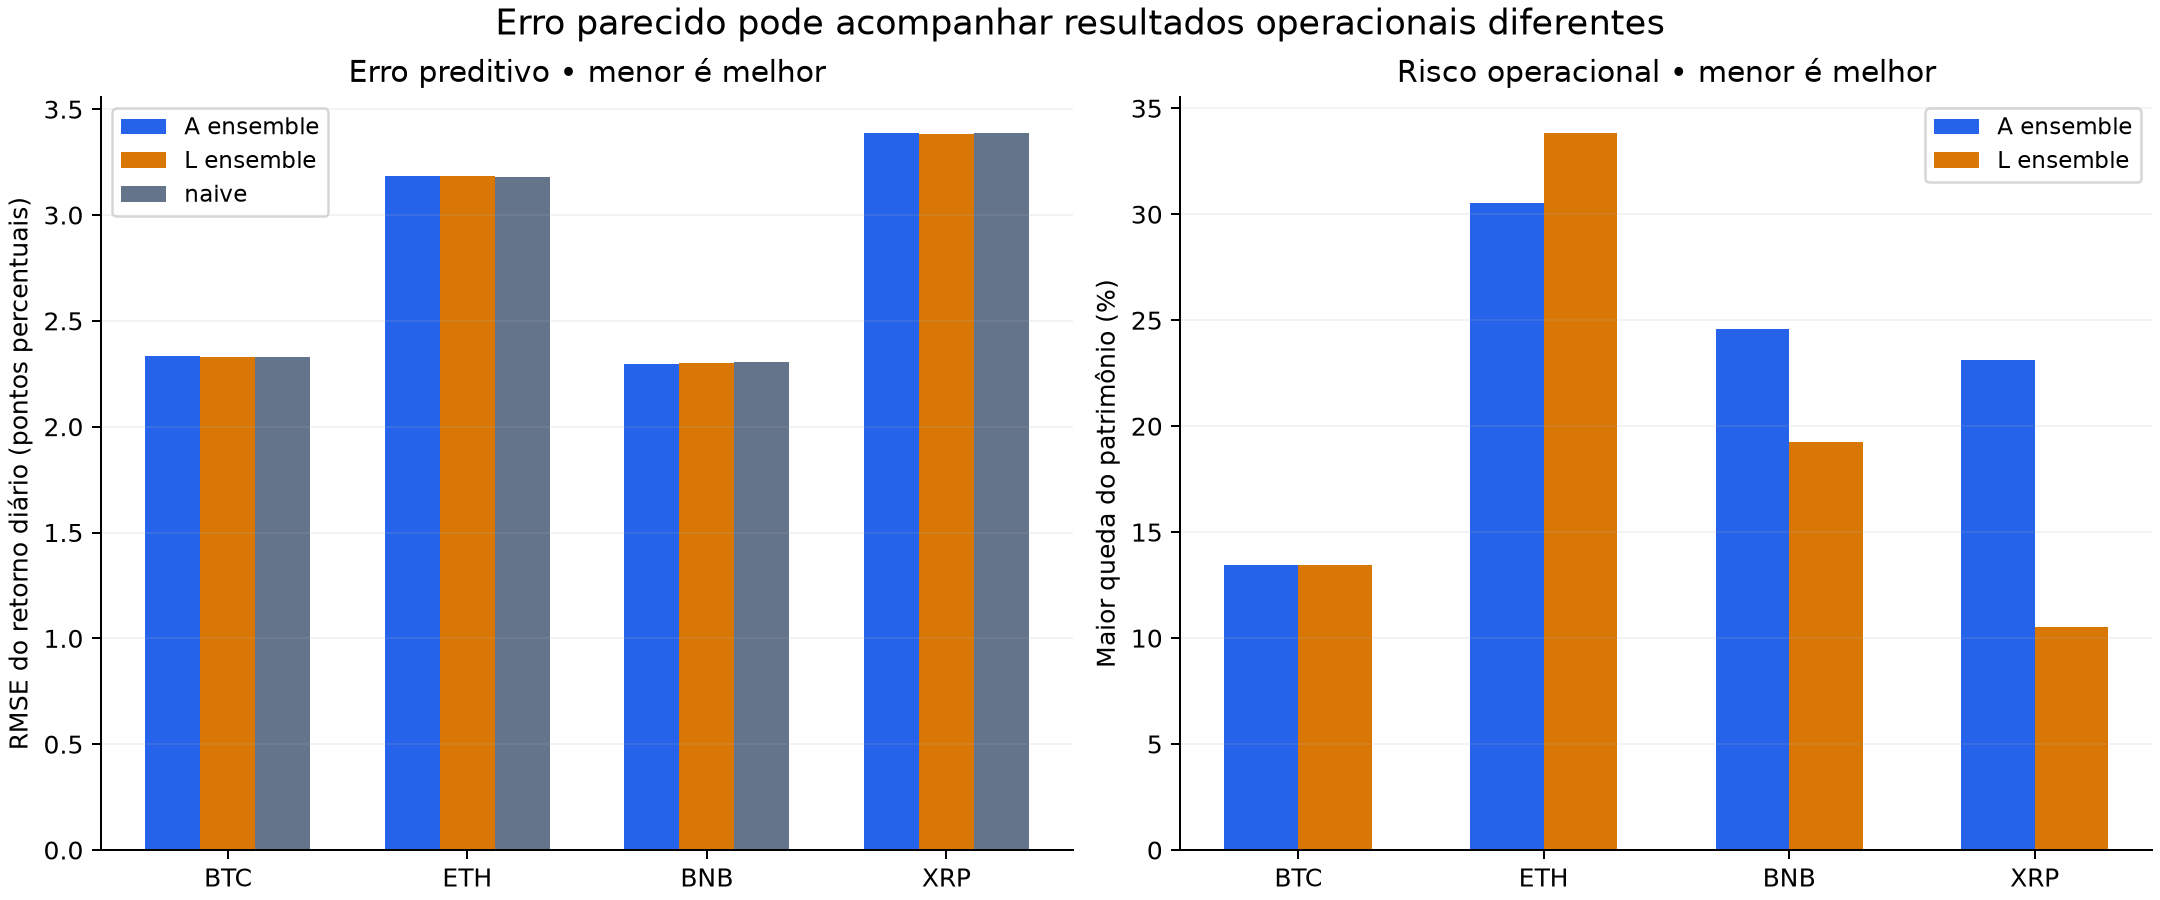 Erro parecido pode acompanhar resultados operacionais diferentes
Erro preditivo • menor é melhor
RMSE do retorno diário (pontos percentuais)
3.5
3.0
2.5
2.0
1.5
1.0
0.5
0.0
A ensemble
L ensemble
naive
BTC
ETH
BNB
XRP
Risco operacional • menor é melhor
Maior queda do patrimônio (%)
35
30
25
20
15
10
5
0
A ensemble
L ensemble
BTC
ETH
BNB
XRP